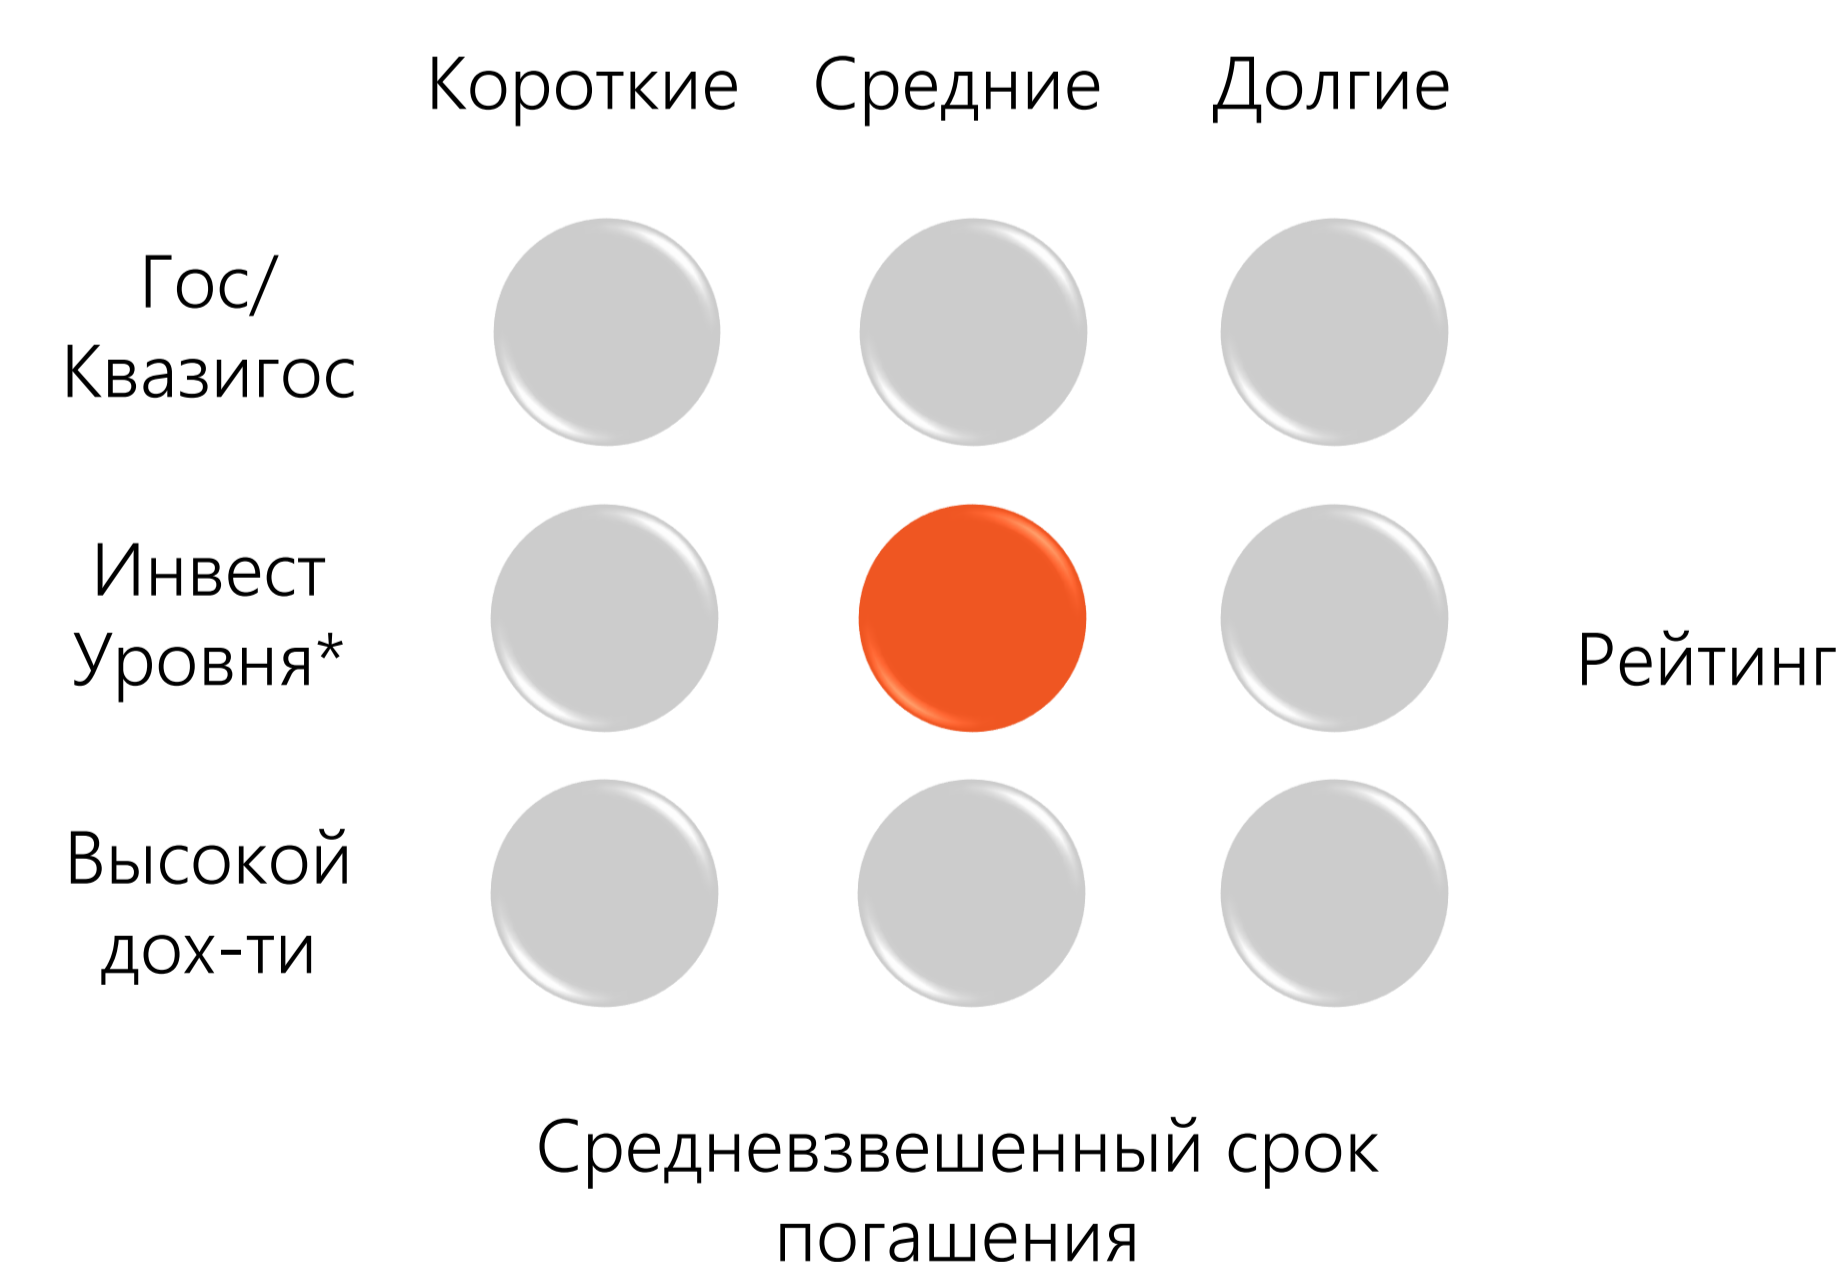 Короткие Средние Долгие
Гос/
Квазигос
Инвест
Уровня*
Рейтинг
Высокой
дох-ти
Средневзвешенный срок
погашения